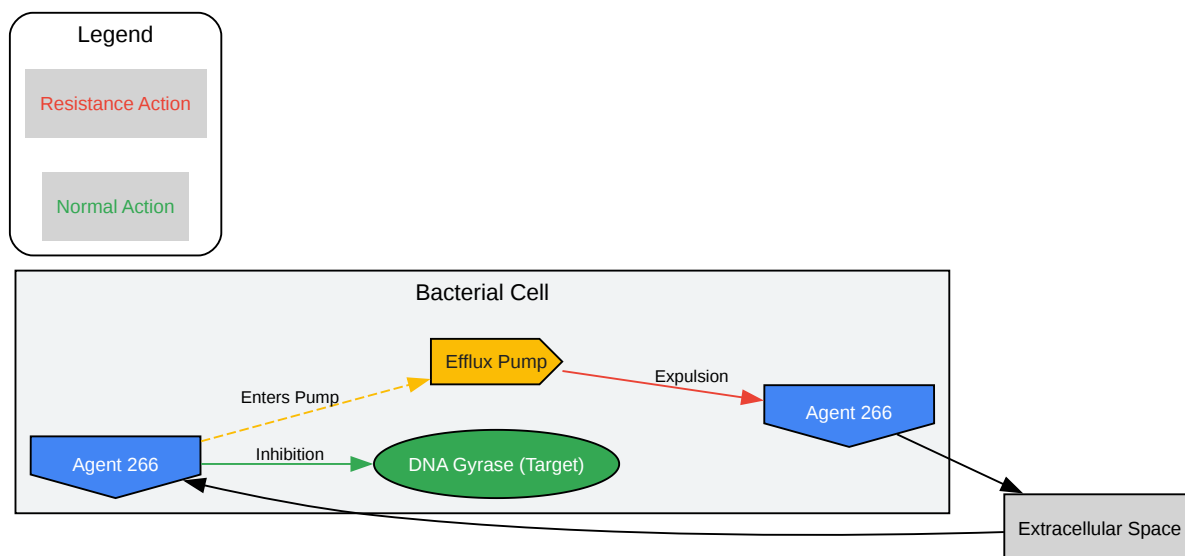 Legend
Resistance Action
Normal Action
Bacterial Cell
Efflux Pump
Enters Pump
Expulsion
Agent 266
Inhibition
Agent 266
DNA Gyrase (Target)
Extracellular Space